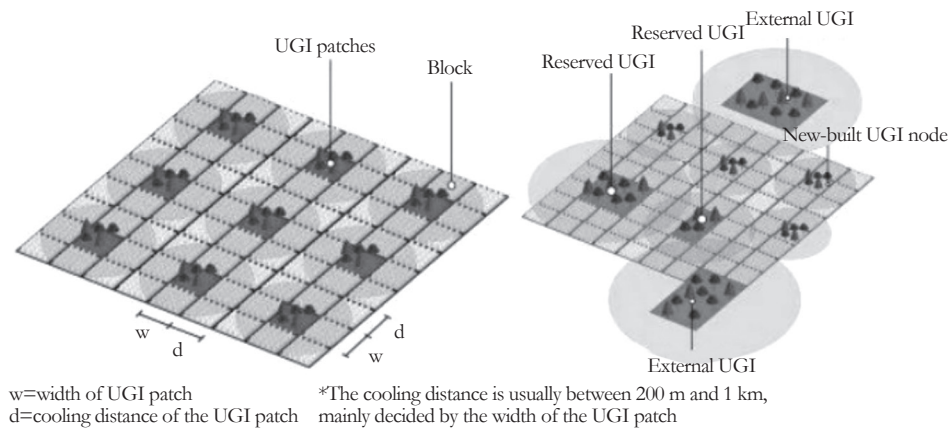 External UGI
Reserved UGI
UGI patches
Reserved UGI
Block
New-built UGI node
w
d
d
w
External UGI
w=width of UGI patch
d=cooling distance of the UGI patch
*The cooling distance is usually between 200 m and 1 km,
mainly decided by the width of the UGI patch